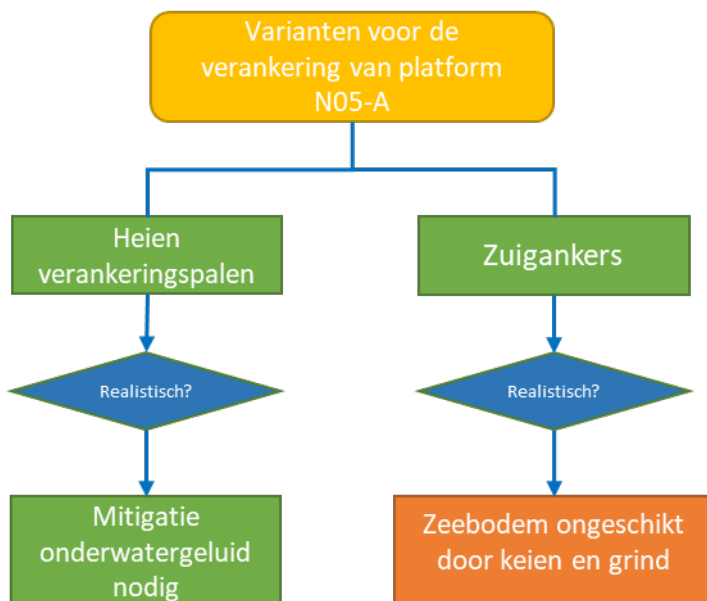 Varianten voor de
verankering van platform
N05-A
Heien
verankeringspalen
Zuigankers
Realistisch?
Realistisch?
Mitigatie
onderwatergeluid
nodig
Zeebodem ongeschikt
door keien en grind